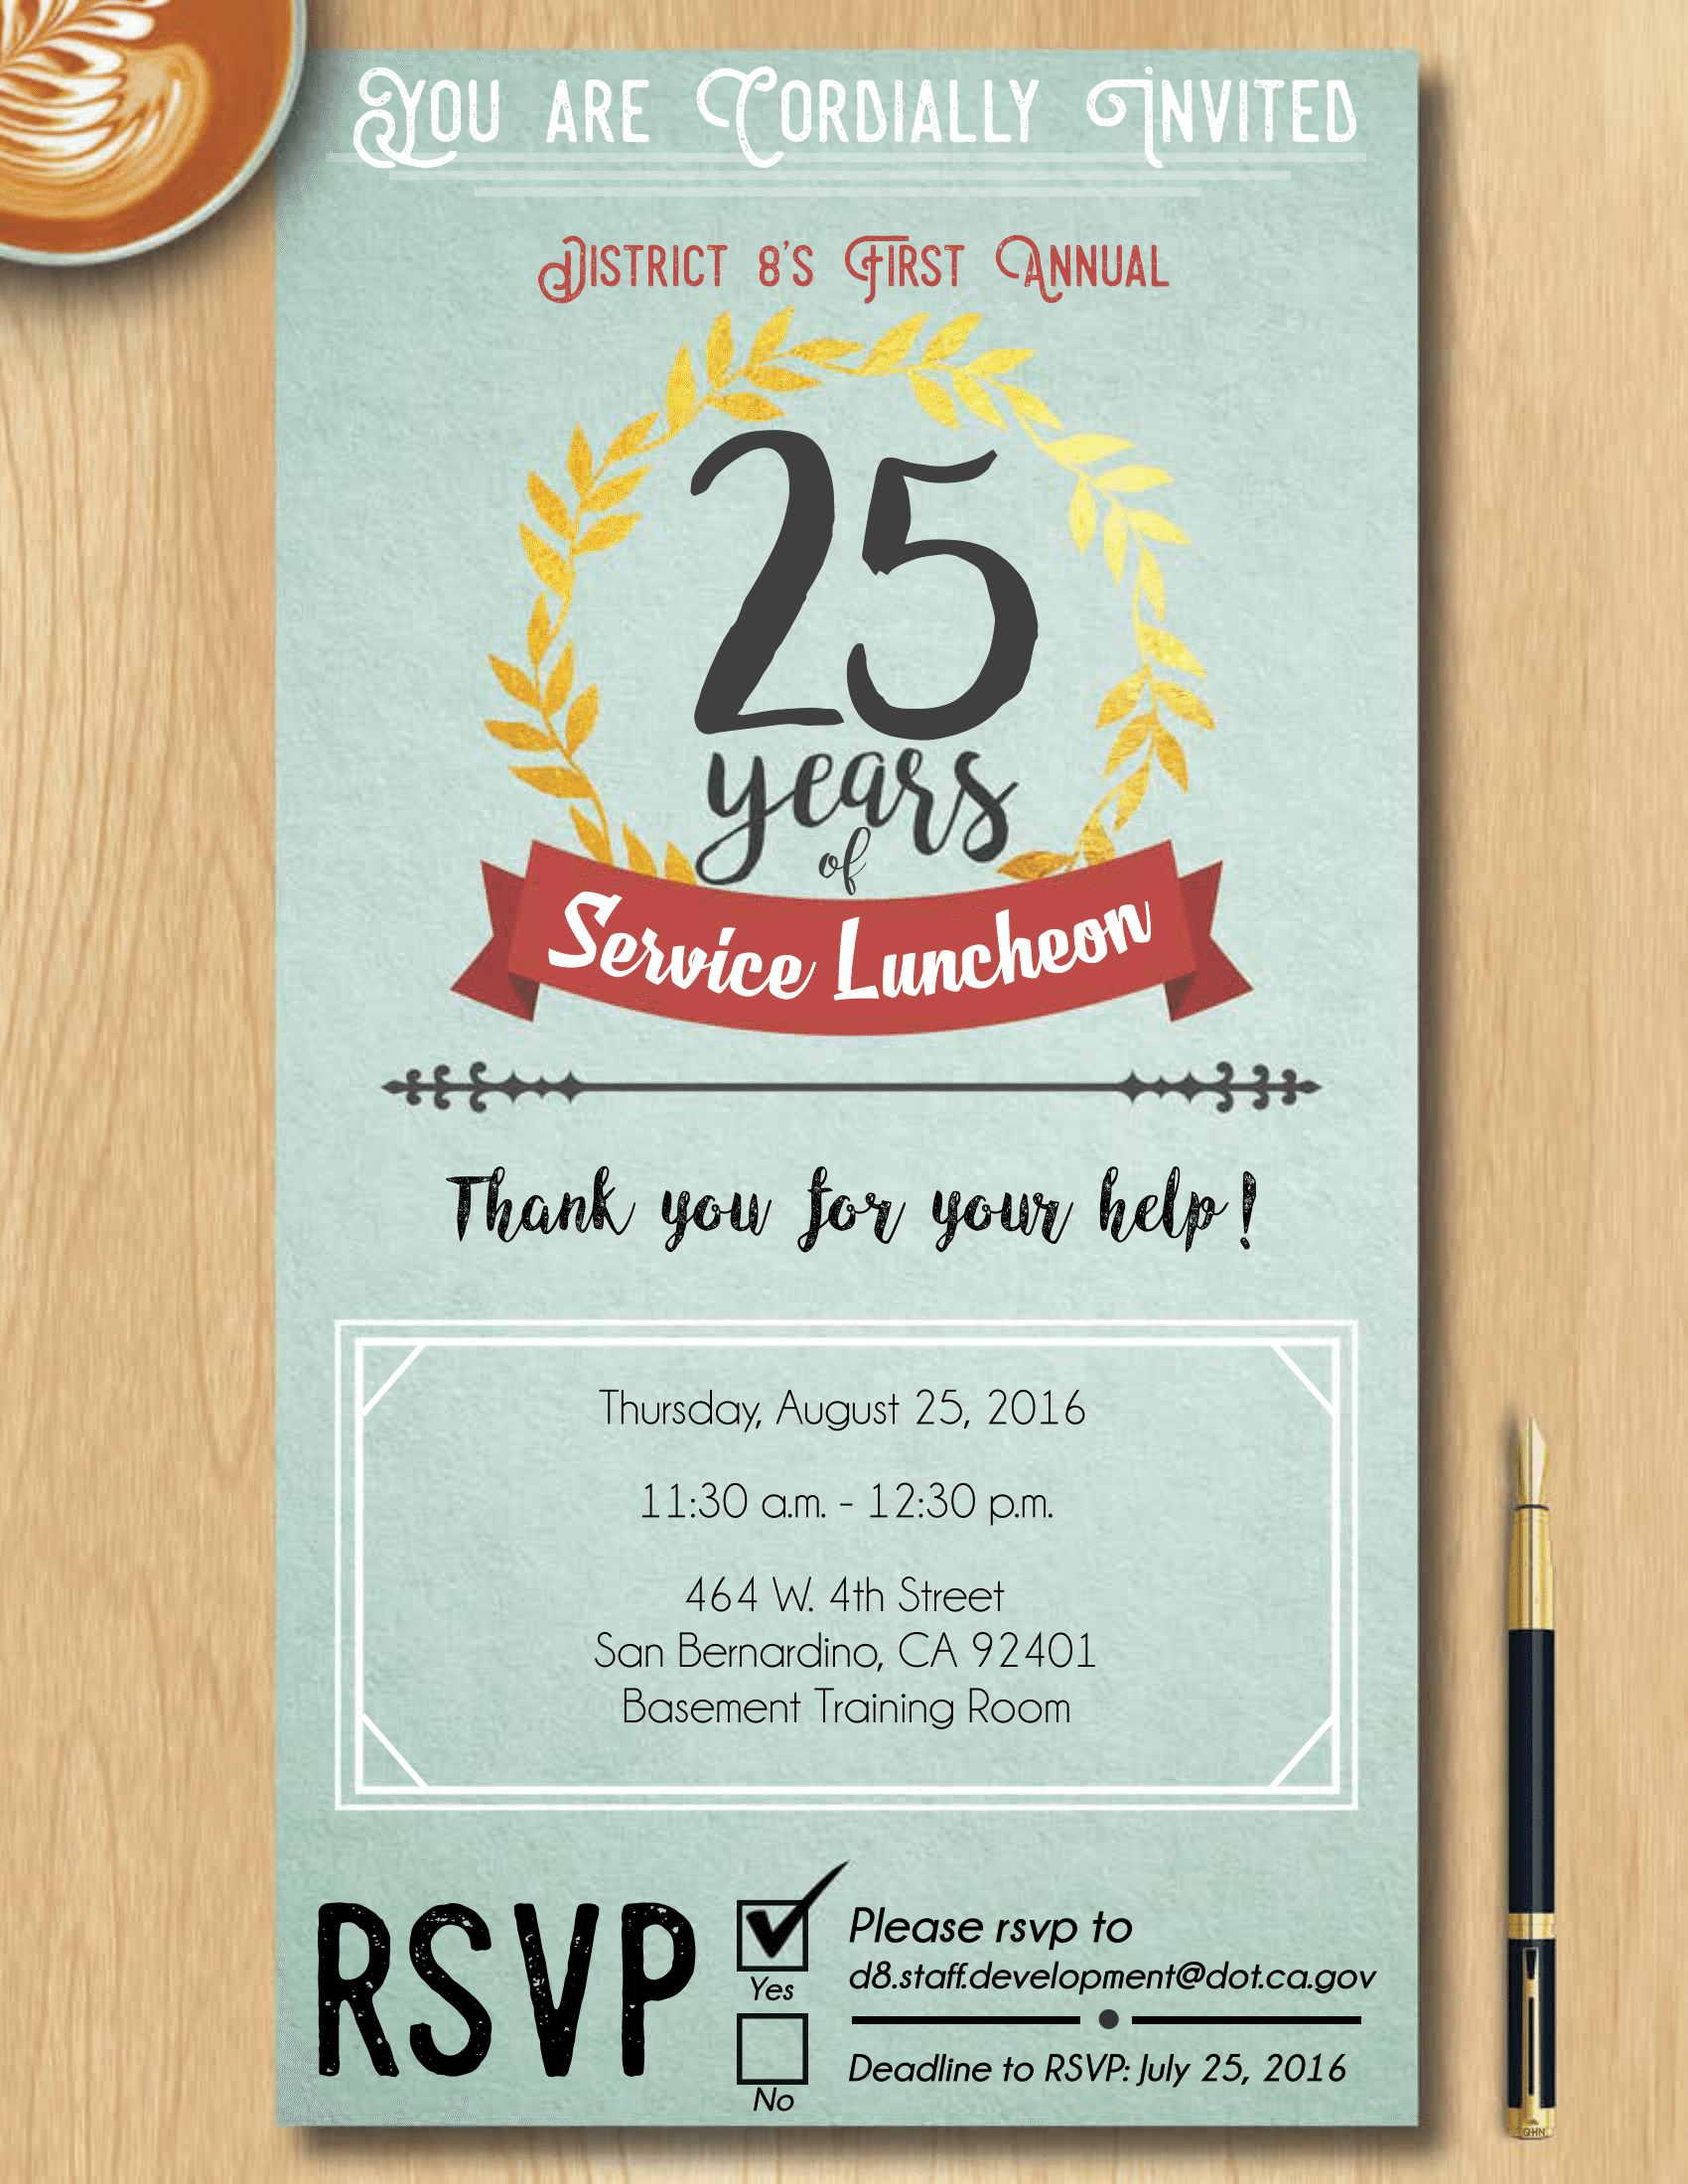 You are Cordially Invited
District 8's First Annual
25
years
of
Service Luncheon
Thank you for your help!
Thursday, August 25, 2016
11:30 a.m. - 12:30 p.m.
464 W. 4th Street
San Bernardino, CA 92401
Basement Training Room
RSVP
Yes
No
Please rsvp to
d8.staff.development@dot.ca.gov
Deadline to RSVP: July 25, 2016
QHN